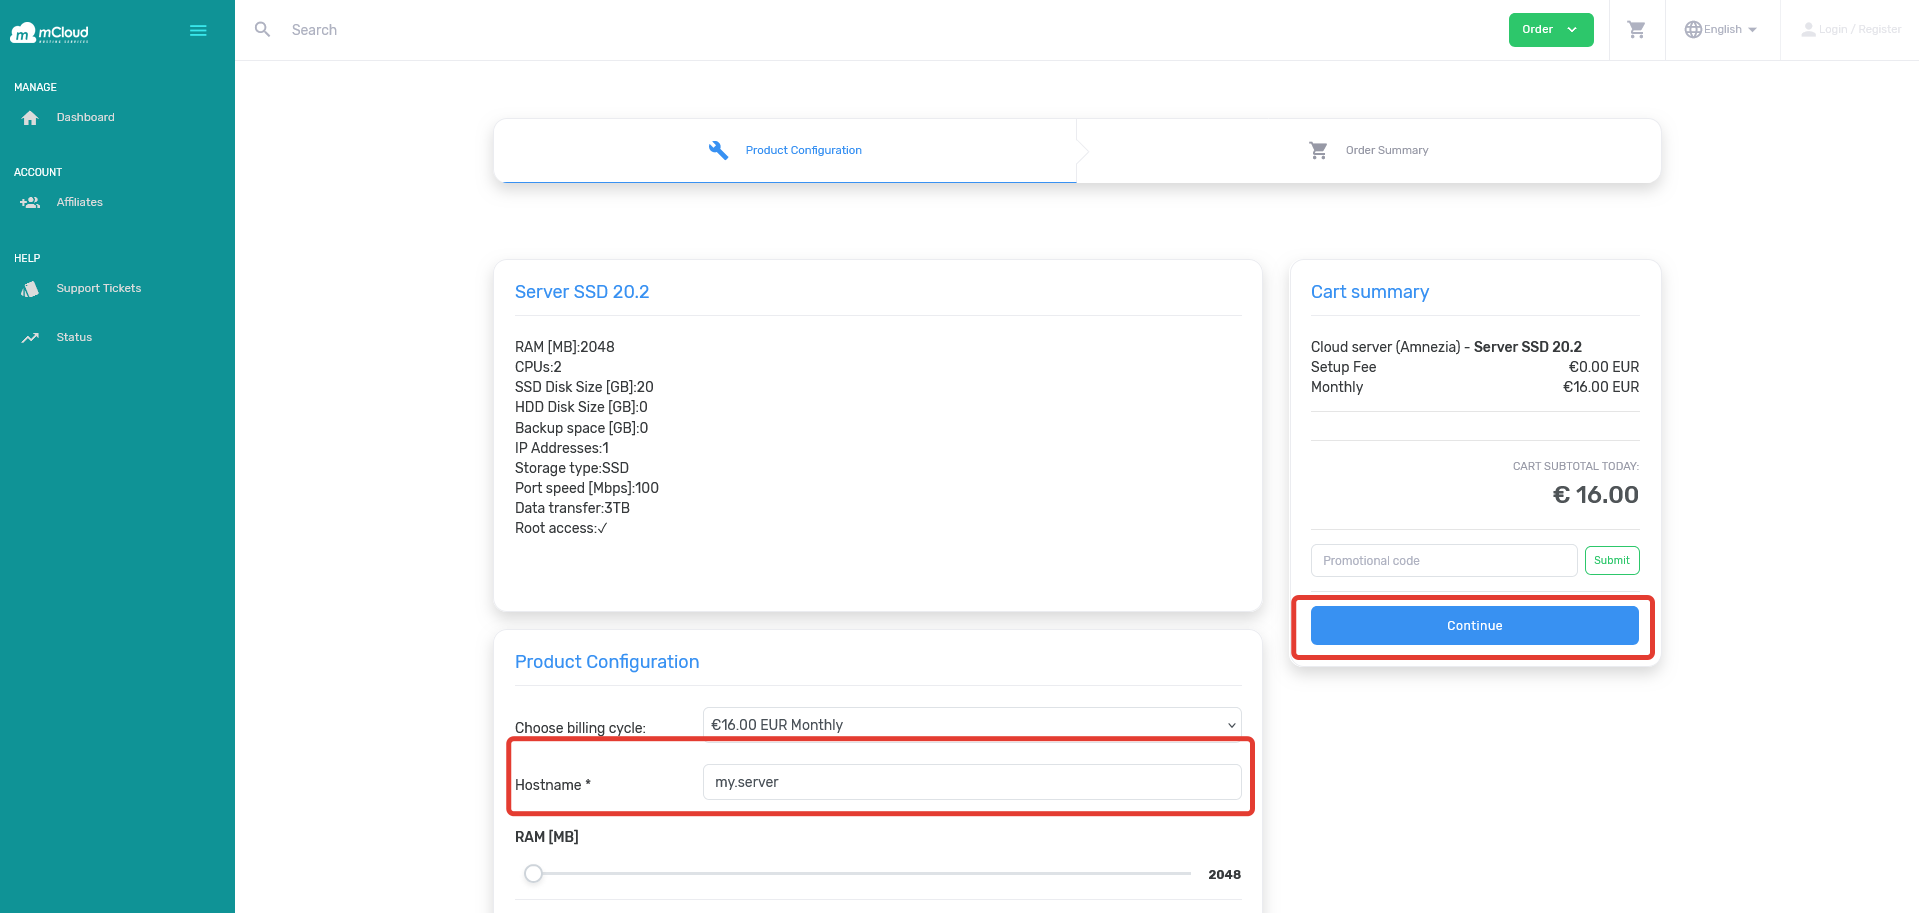 mCloud
HOSTING SERVICES
Search
Order
English
Login / Register
MANAGE
Dashboard
ACCOUNT
Affiliates
HELP
Support Tickets
Status
Product Configuration
Order Summary
Server SSD 20.2
RAM [MB]:2048
CPUs:2
SSD Disk Size [GB]:20
HDD Disk Size [GB]:0
Backup space [GB]:0
IP Addresses:1
Storage type:SSD
Port speed [Mbps]:100
Data transfer:3TB
Root access:✓
Cart summary
Cloud server (Amnezia) - Server SSD 20.2
Setup Fee €0.00 EUR
Monthly €16.00 EUR
CART SUBTOTAL TODAY:
€ 16.00
Promotional code
Submit
Continue
Product Configuration
Choose billing cycle: €16.00 EUR Monthly
Hostname * my.server
RAM [MB]
2048